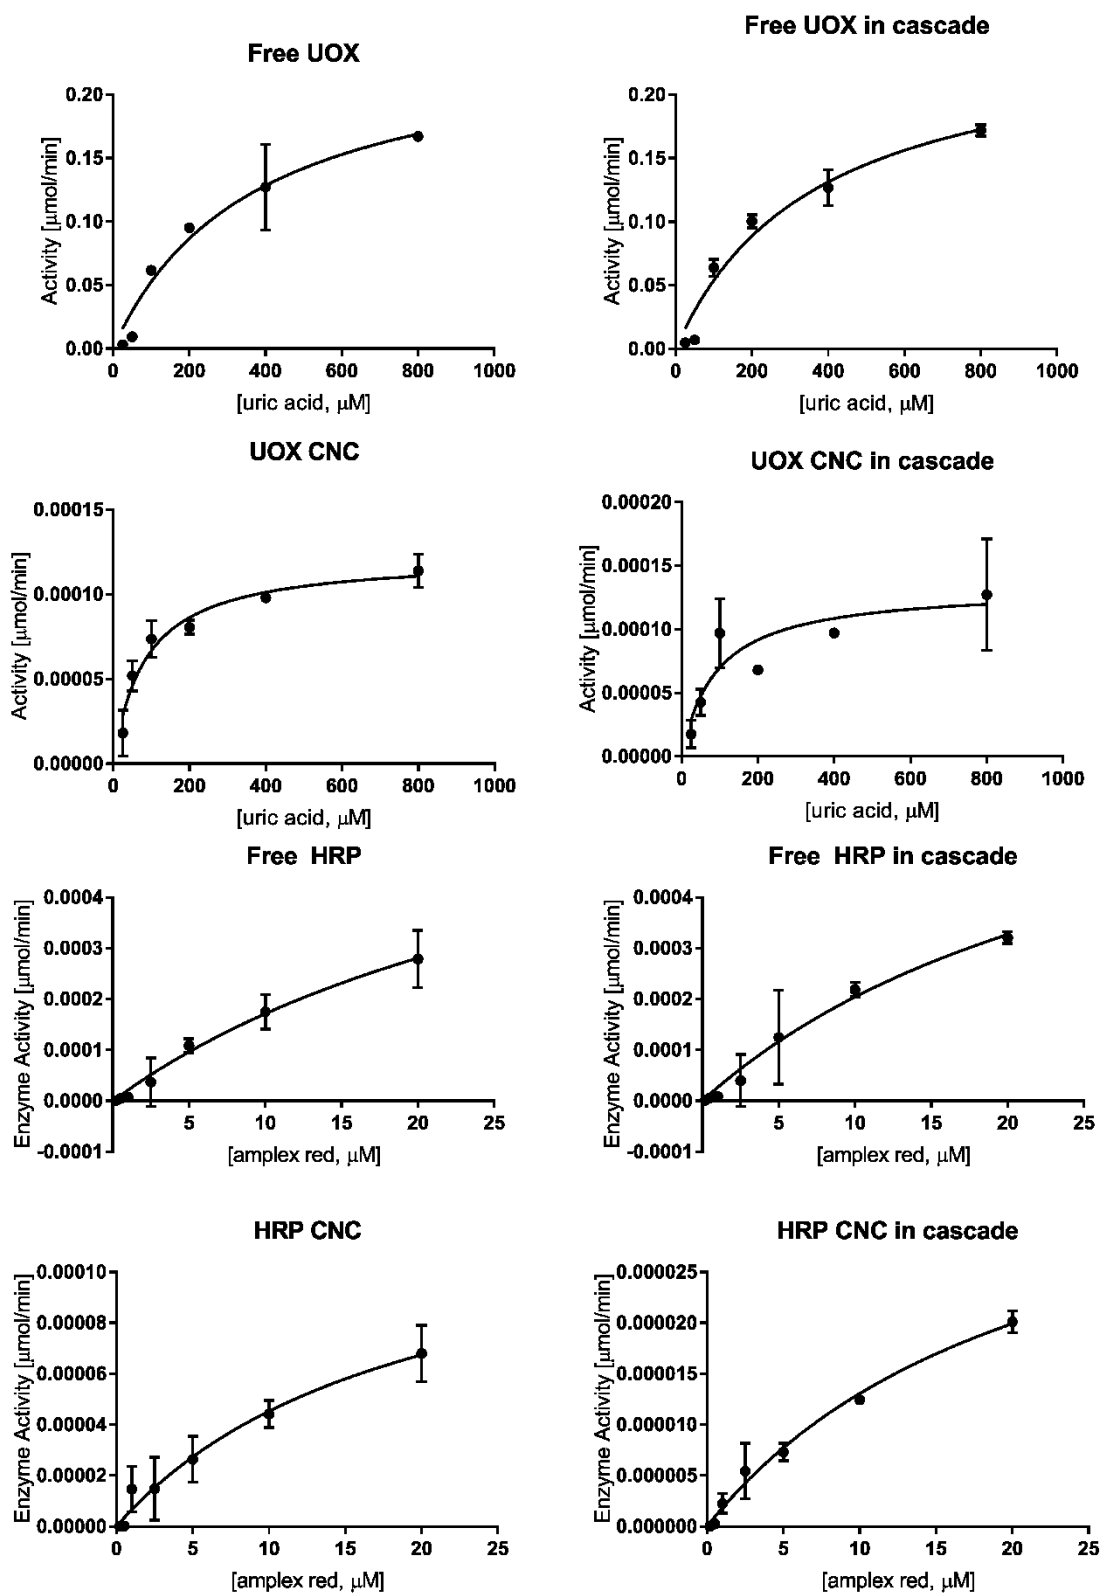 Free UOX
Activity [μmol/min]
0.20
0.15
0.10
0.05
0.00
0 200 400 600 800 1000
[uric acid, μM]
Free UOX in cascade
Activity [μmol/min]
0.20
0.15
0.10
0.05
0.00
0 200 400 600 800 1000
[uric acid, μM]
UOX CNC
Activity [μmol/min]
0.00015
0.00010
0.00005
0.00000
0 200 400 600 800 1000
[uric acid, μM]
UOX CNC in cascade
Activity [μmol/min]
0.00020
0.00015
0.00010
0.00005
0.00000
0 200 400 600 800 1000
[uric acid, μM]
Free HRP
Enzyme Activity [μmol/min]
0.0004
0.0003
0.0002
0.0001
0.0000
-0.0001
5 10 15 20 25
[amplex red, μM]
Free HRP in cascade
Enzyme Activity [μmol/min]
0.0004
0.0003
0.0002
0.0001
0.0000
-0.0001
5 10 15 20 25
[amplex red, μM]
HRP CNC
Enzyme Activity [μmol/min]
0.00010
0.00008
0.00006
0.00004
0.00002
0.00000
0 5 10 15 20 25
[amplex red, μM]
HRP CNC in cascade
Enzyme Activity [μmol/min]
0.000025
0.000020
0.000015
0.000010
0.000005
0.000000
0 5 10 15 20 25
[amplex red, μM]